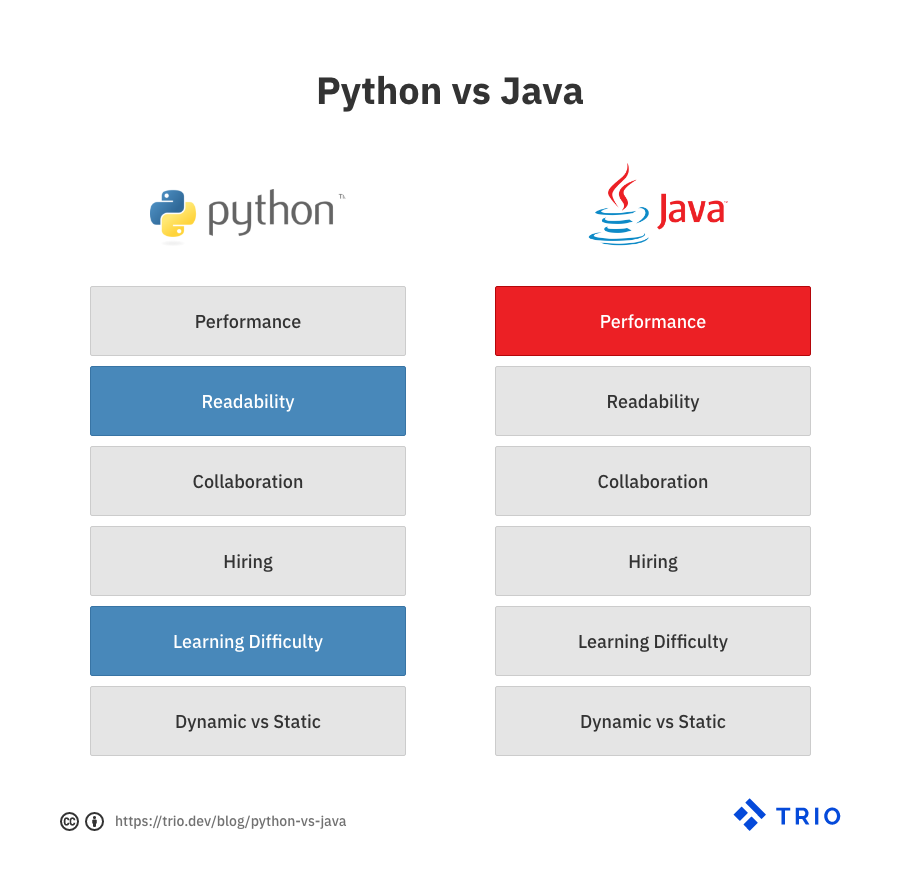 Python vs Java
python
Java
Performance
Performance
Readability
Readability
Collaboration
Collaboration
Hiring
Hiring
Learning Difficulty
Learning Difficulty
Dynamic vs Static
Dynamic vs Static
https://trio.dev/blog/python-vs-java
TRIO